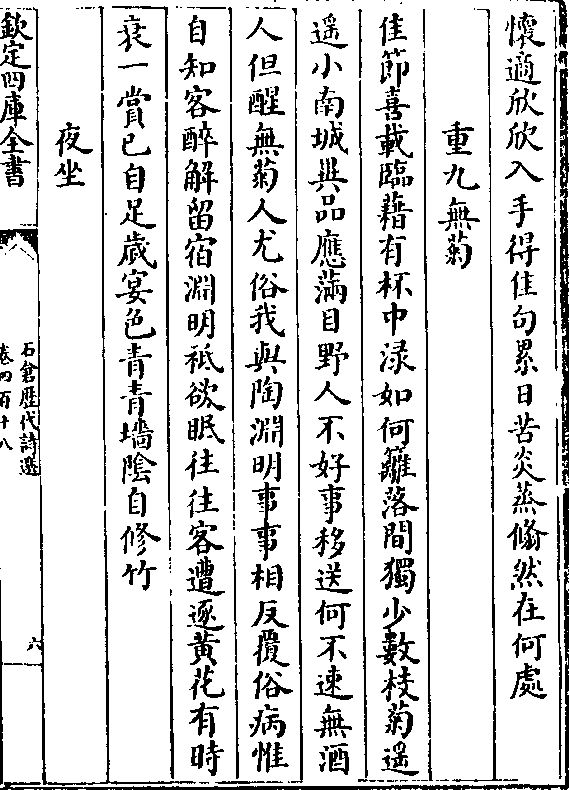 懷適欣欣入手得佳句累日苦炎蒸翛然在何處
重九無菊
佳節喜載臨藉有杯中渌如何籬落間獨少數枝菊遥
遥小南城異品應滿目野人不好事移送何不速無酒
人但醒無菊人尤俗我與陶淵明事事相反覆俗病惟
自知客醉解留宿淵明袛欲眠往往客遭逐黄花有時
衰一賞已自足歳宴色青青墻隂自修竹
夜坐
欽定四庫全書
石倉歴代詩選
卷四百十八
六